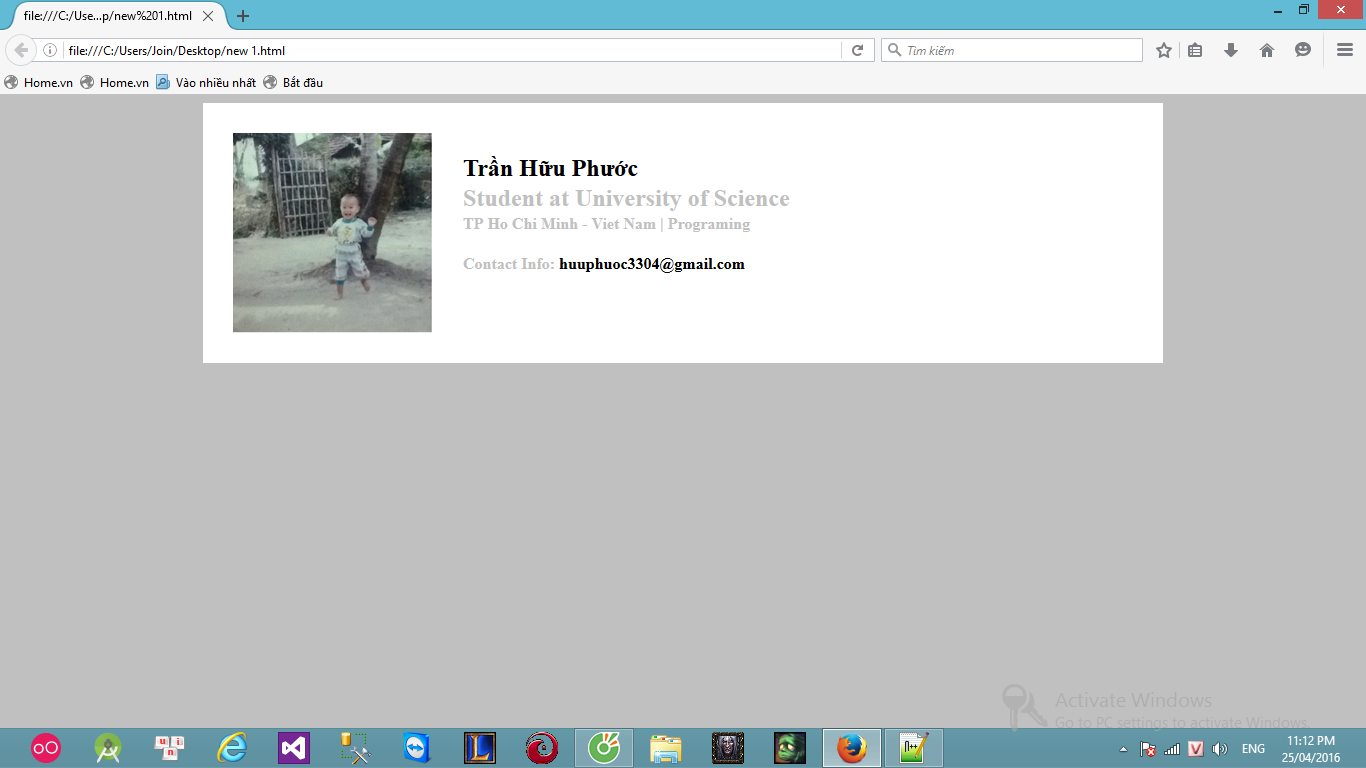 file:///C:/Use...p/new%201.html
file:///C:/Users/Join/Desktop/new 1.html
Tìm kiếm
Home.vn Home.vn Vào nhiều nhất Bắt đầu
Trần Hữu Phước
Student at University of Science
TP Ho Chi Minh - Viet Nam | Programing
Contact Info: huuphuoc3304@gmail.com
Activate Windows
Go to PC settings to activate Windows.
u i n
L
N++
V
ENG
11:12 PM
25/04/2016